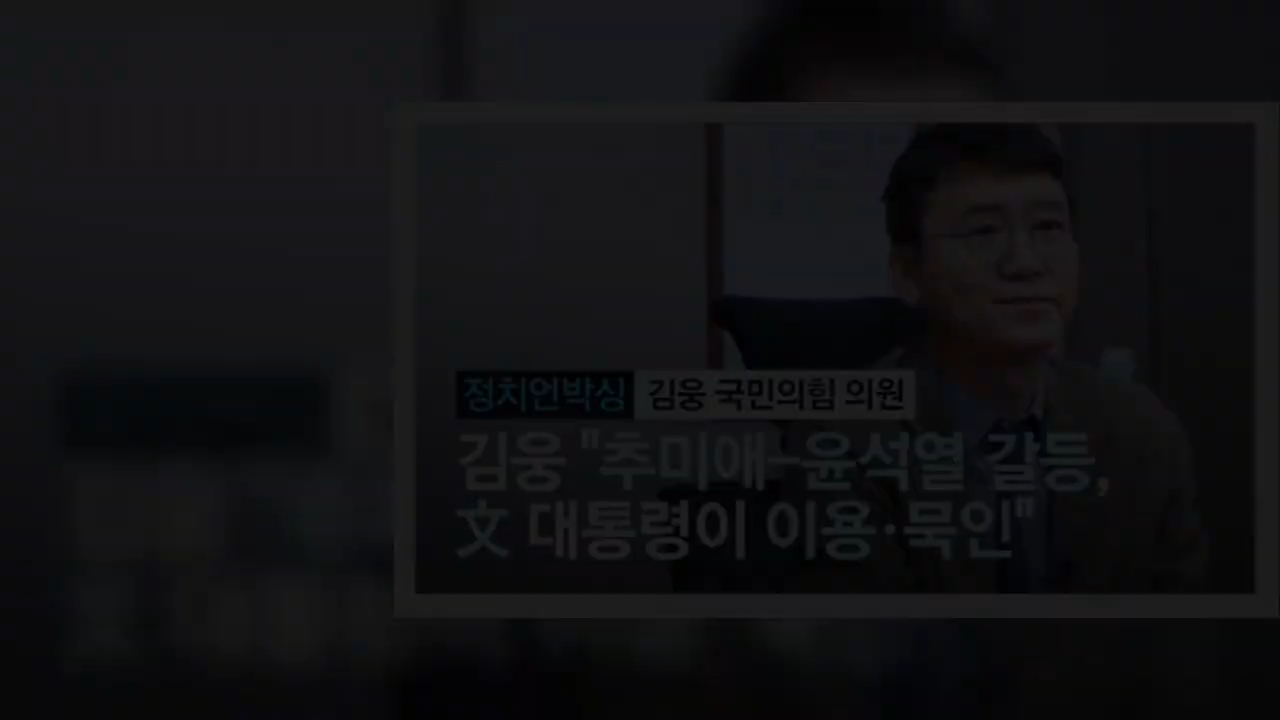 정치언박싱 김웅 국민의힘 의원
김웅 "추미애-윤석열 갈등,
文 대통령이 이용·묵인"